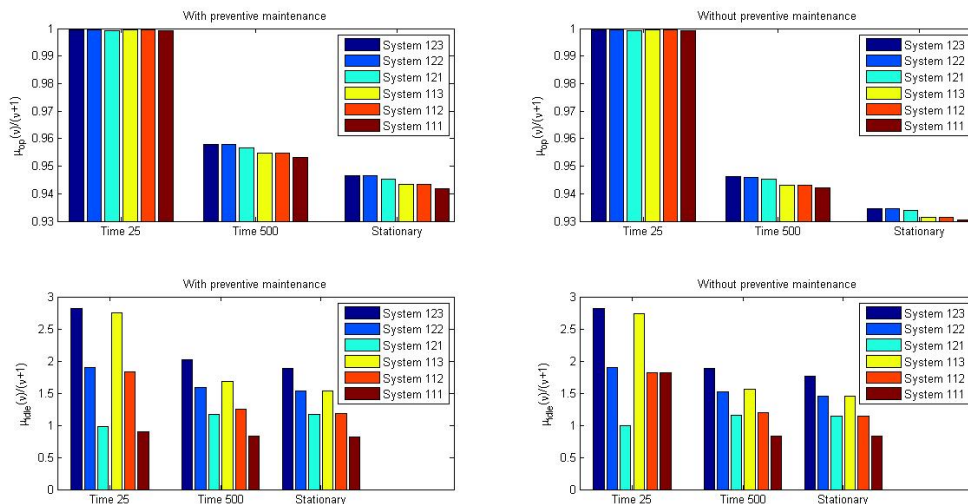 With preventive maintenance
μop(ν)/(ν+1)
1
0.99
0.98
0.97
0.96
0.95
0.94
0.93
Time 25
Time 500
Stationary
System 123
System 122
System 121
System 113
System 112
System 111
Without preventive maintenance
μop(ν)/(ν+1)
1
0.99
0.98
0.97
0.96
0.95
0.94
0.93
Time 25
Time 500
Stationary
System 123
System 122
System 121
System 113
System 112
System 111
With preventive maintenance
μidle(ν)/(ν+1)
3
2.5
2
1.5
1
0.5
0
Time 25
Time 500
Stationary
System 123
System 122
System 121
System 113
System 112
System 111
Without preventive maintenance
μidle(ν)/(ν+1)
3
2.5
2
1.5
1
0.5
0
Time 25
Time 500
Stationary
System 123
System 122
System 121
System 113
System 112
System 111